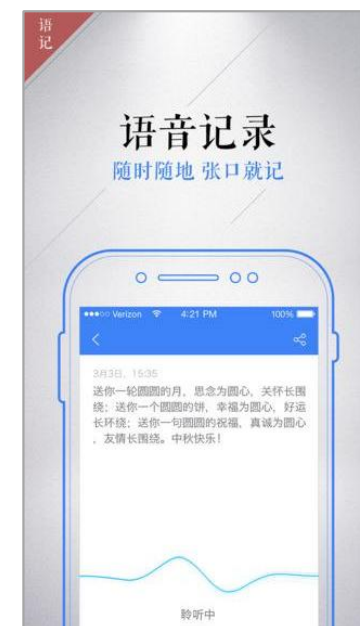 语
记
语音记录
随时随地 张口就记
Verizon 4:21 PM 100%
3月3日，15:35
送你一轮圆圆的月，思念为圆心，关怀长围
绕；送你一个圆圆的饼，幸福为圆心，好运
长环绕；送你一句圆圆的祝福，真诚为圆心
，友情长围绕。中秋快乐！
聆听中